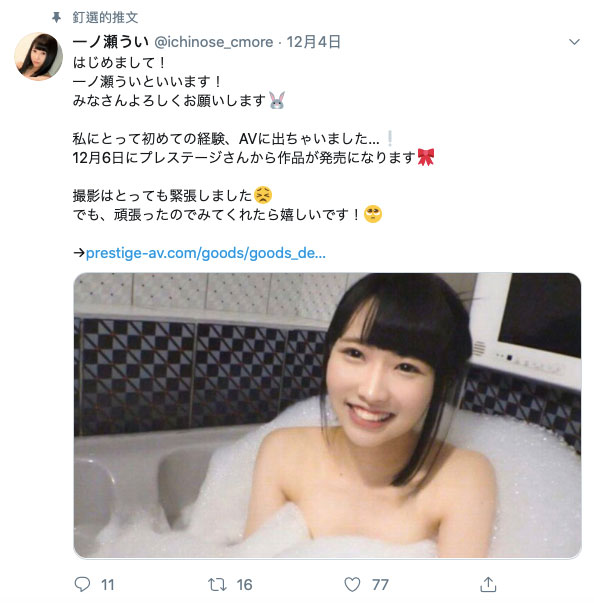 釘選的推文
一ノ瀬うい @ichinose_cmore · 12月4日
はじめまして！
一ノ瀬ういといいます！
みなさんよろしくお願いします🐰
私にとって初めての経験、AVに出ちゃいました...❕
12月6日にプレステージさんから作品が発売になります🎀
撮影はとっても緊張しました😣
でも、頑張ったのでみてくれたら嬉しいです！🥺
→prestige-av.com/goods/goods_de...
11 16 77